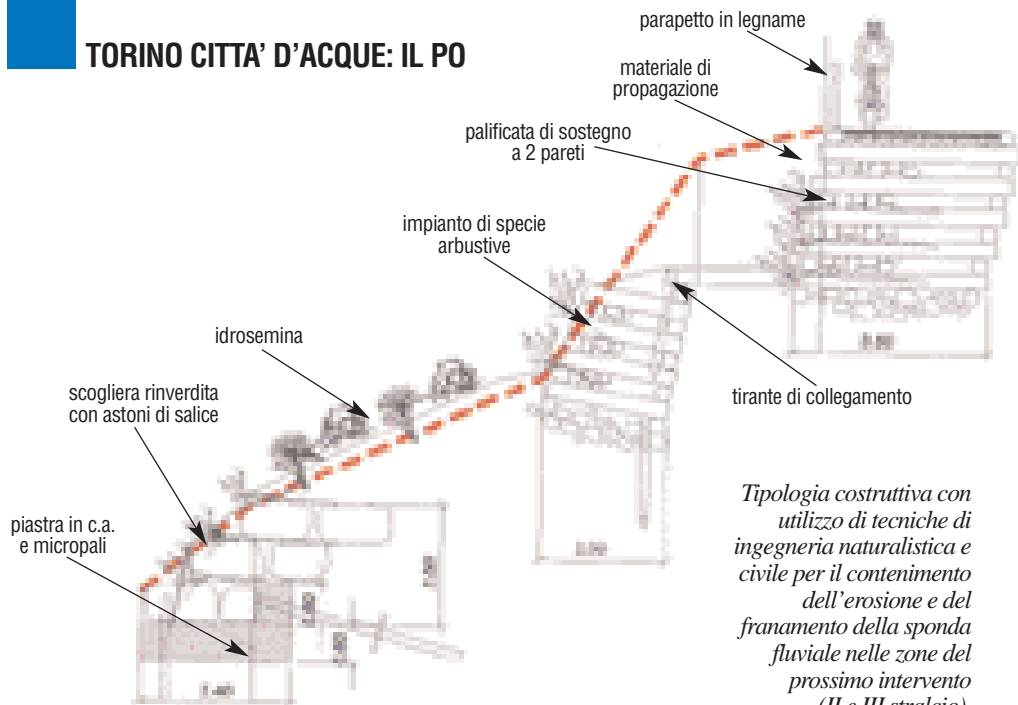 TORINO CITTA' D'ACQUE: IL PO
parapetto in legname
materiale di
propagazione
palificata di sostegno
a 2 pareti
impianto di specie
arbustive
idrosemina
scogliera rinverdita
con astoni di salice
piastra in c.a.
e micropali
tirante di collegamento
Tipologia costruttiva con
utilizzo di tecniche di
ingegneria naturalistica e
civile per il contenimento
dell'erosione e del
franamento della sponda
fluviale nelle zone del
prossimo intervento
(II e III stralcio)